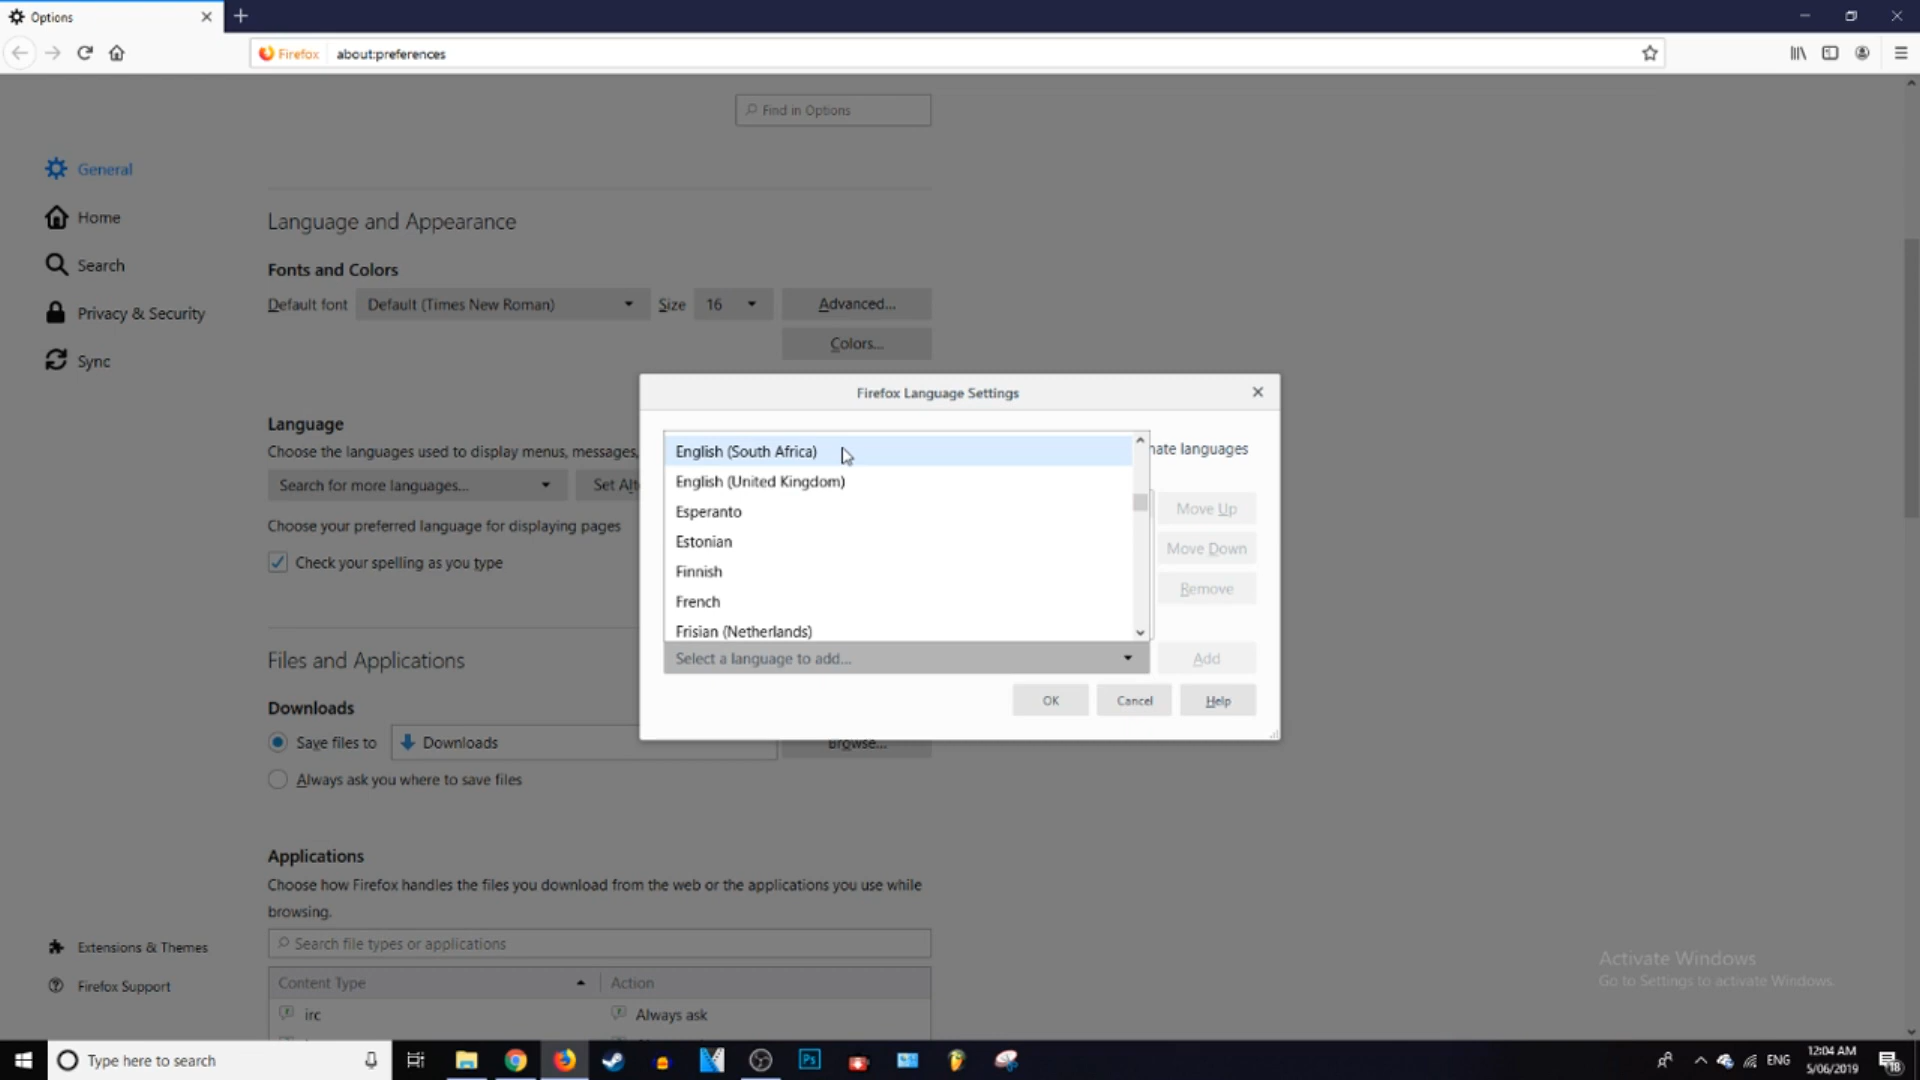 Options
Firefox about:preferences
Find in Options
General
Home
Search
Privacy & Security
Sync
Language and Appearance
Fonts and Colors
Default font Default (Times New Roman) Size 16 Advanced...
Colors...
Language
Choose the languages used to display menus, messages,
Search for more languages... Set Alt
Choose your preferred language for displaying pages
Check your spelling as you type
Firefox Language Settings
nate languages
English (South Africa)
English (United Kingdom)
Esperanto
Estonian
Finnish
French
Frisian (Netherlands)
Select a language to add...
Move Up
Move Down
Remove
Add
OK Cancel Help
Files and Applications
Downloads
Save files to Downloads Browse...
Always ask you where to save files
Applications
Choose how Firefox handles the files you download from the web or the applications you use while
browsing.
Search file types or applications
Content Type Action
irc Always ask
Extensions & Themes
Firefox Support
Activate Windows
Go to Settings to activate Windows.
Type here to search
Ps
ENG
12:04 AM
5/06/2019
18